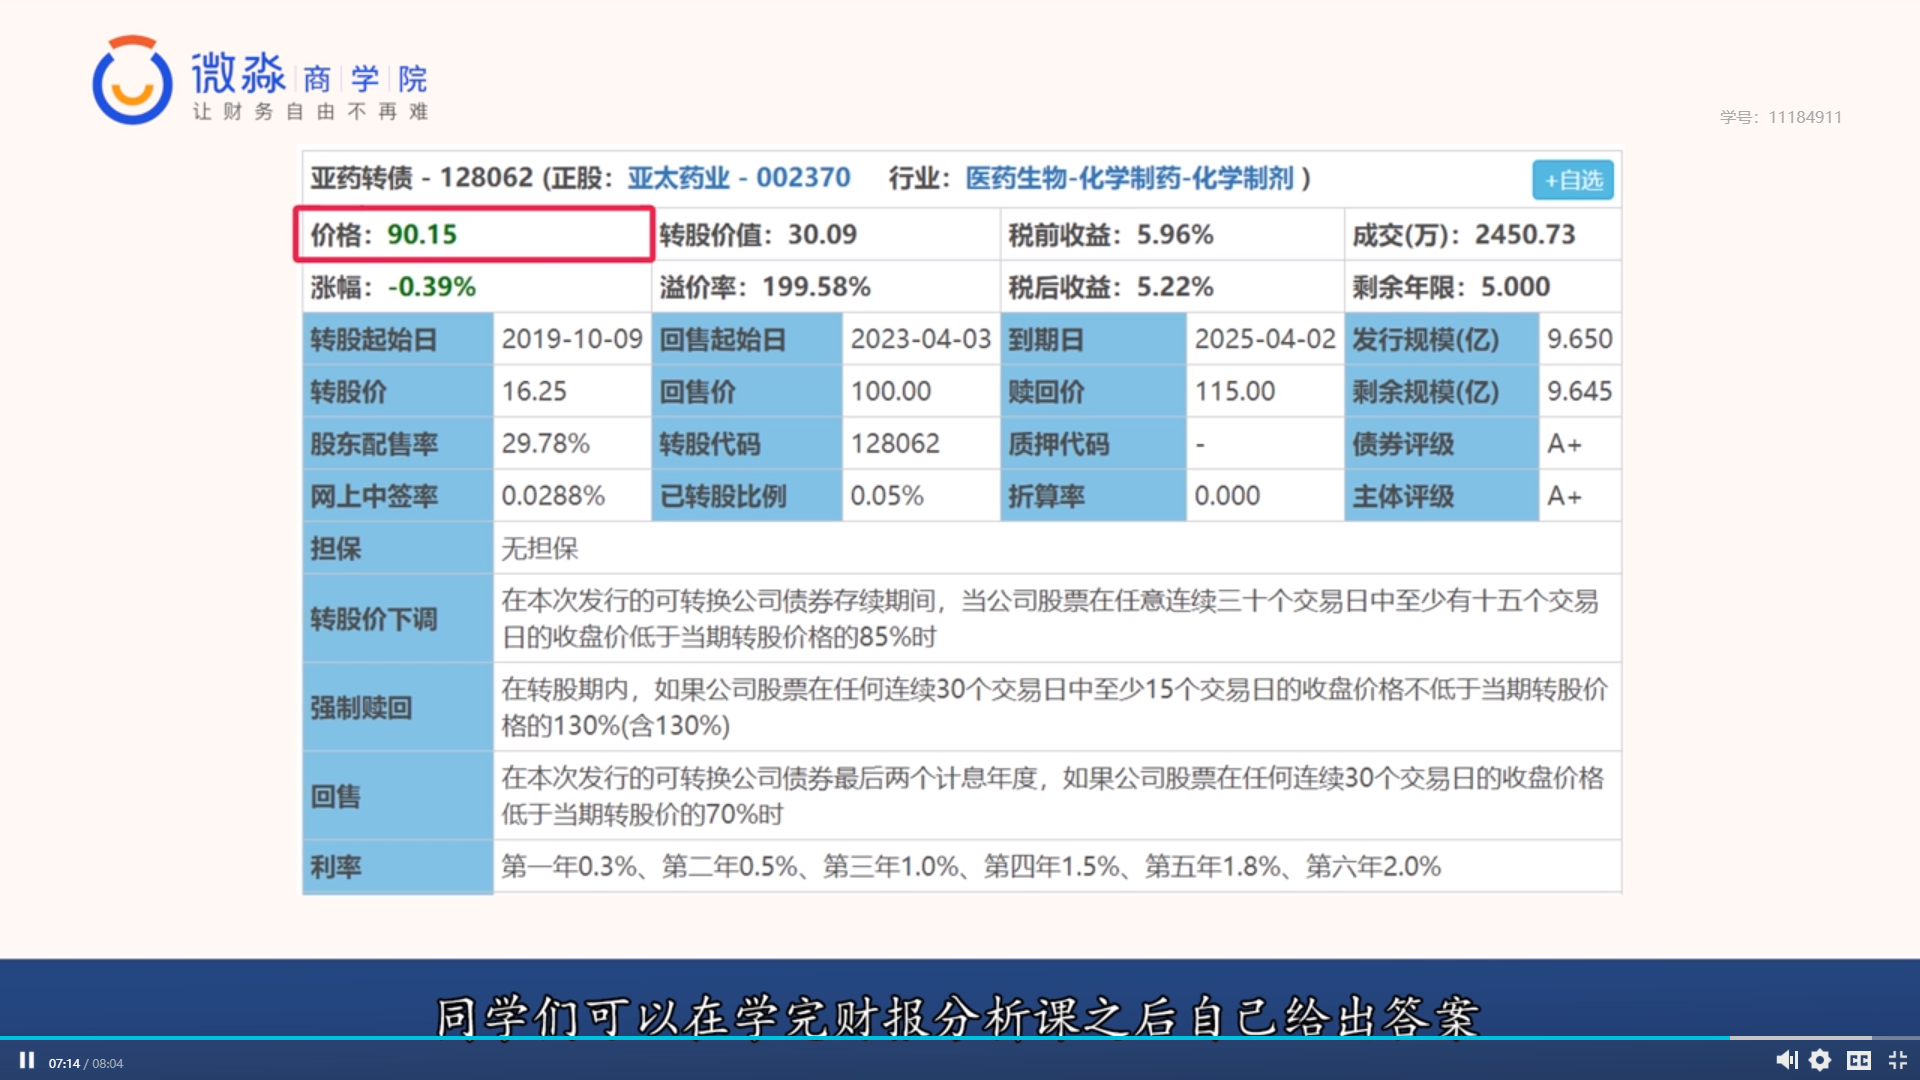 微淼 商 学 院
让财务自由不再难
学号：11184911
亚药转债 - 128062 (正股：亚太药业 - 002370 行业：医药生物-化学制药-化学制剂 ) +自选
价格：90.15 转股价值：30.09 税前收益：5.96% 成交(万)：2450.73
涨幅：-0.39% 溢价率：199.58% 税后收益：5.22% 剩余年限：5.000
转股起始日 2019-10-09 回售起始日 2023-04-03 到期日 2025-04-02 发行规模(亿) 9.650
转股价 16.25 回售价 100.00 赎回价 115.00 剩余规模(亿) 9.645
股东配售率 29.78% 转股代码 128062 质押代码 - 债券评级 A+
网上中签率 0.0288% 已转股比例 0.05% 折算率 0.000 主体评级 A+
担保 无担保
转股价下调 在本次发行的可转换公司债券存续期间，当公司股票在任意连续三十个交易日中至少有十五个交易
日的收盘价低于当期转股价格的85%时
强制赎回 在转股期内，如果公司股票在任何连续30个交易日中至少15个交易日的收盘价格不低于当期转股价
格的130%(含130%)
回售 在本次发行的可转换公司债券最后两个计息年度，如果公司股票在任何连续30个交易日的收盘价格
低于当期转股价的70%时
利率 第一年0.3%、第二年0.5%、第三年1.0%、第四年1.5%、第五年1.8%、第六年2.0%
同学们可以在学完财报分析课之后自己给出答案
07:14 / 08:04 CC